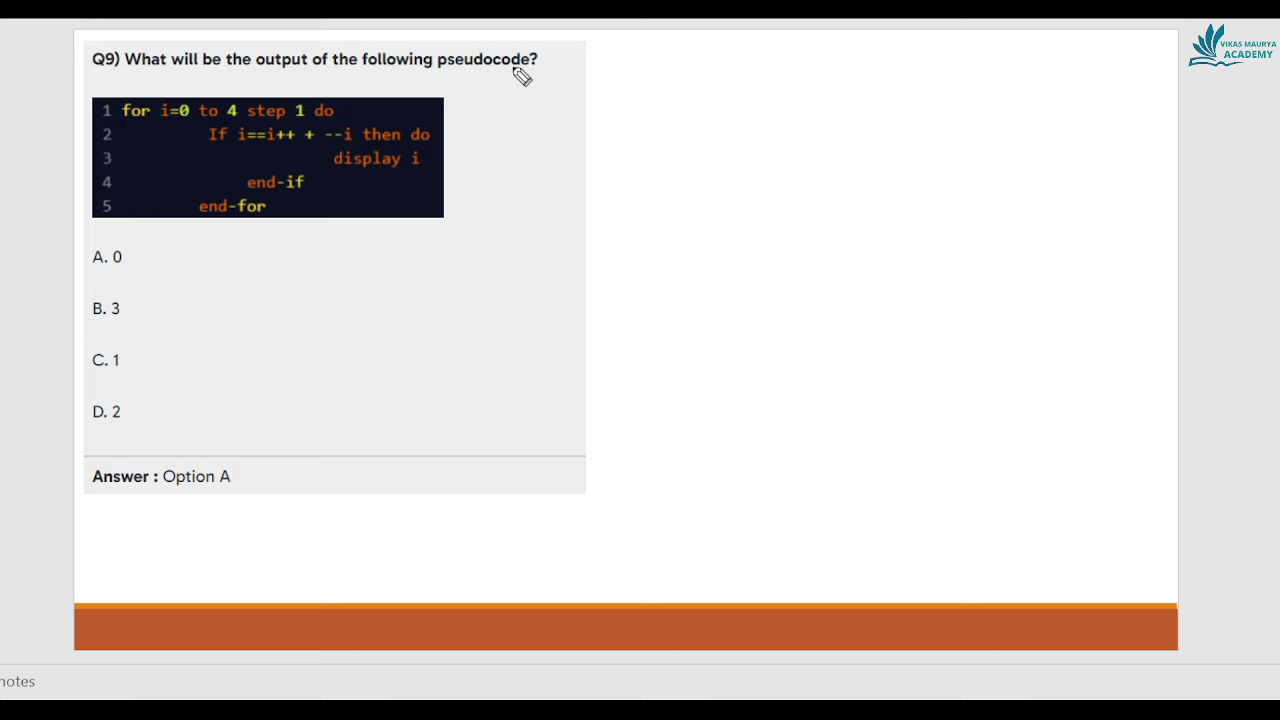 VIKAS MAURYA
ACADEMY
Q9) What will be the output of the following pseudocode?
1 for i=0 to 4 step 1 do
2 If i==i++ + --i then do
3 display i
4 end-if
5 end-for
A. 0
B. 3
C. 1
D. 2
Answer : Option A
notes